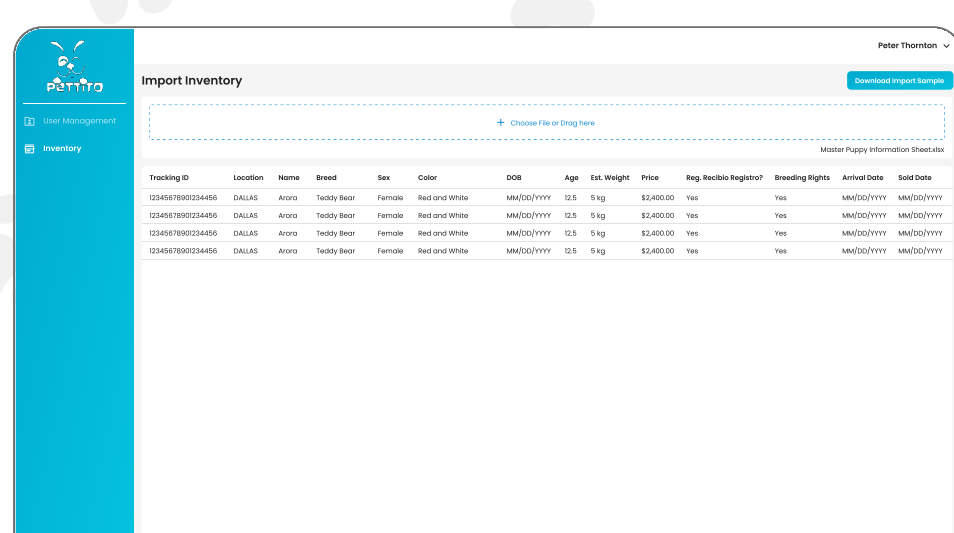 Peter Thornton
PETTITO
Import Inventory
Download Import Sample
User Management
Inventory
+ Choose File or Drag here
Master Puppy Information Sheet.xlsx
Tracking ID Location Name Breed Sex Color DOB Age Est. Weight Price Reg. Recibio Registro? Breeding Rights Arrival Date Sold Date
12345678901234456 DALLAS Arora Teddy Bear Female Red and White MM/DD/YYYY 12.5 5 kg $2,400.00 Yes Yes MM/DD/YYYY MM/DD/YYYY
12345678901234456 DALLAS Arora Teddy Bear Female Red and White MM/DD/YYYY 12.5 5 kg $2,400.00 Yes Yes MM/DD/YYYY MM/DD/YYYY
12345678901234456 DALLAS Arora Teddy Bear Female Red and White MM/DD/YYYY 12.5 5 kg $2,400.00 Yes Yes MM/DD/YYYY MM/DD/YYYY
12345678901234456 DALLAS Arora Teddy Bear Female Red and White MM/DD/YYYY 12.5 5 kg $2,400.00 Yes Yes MM/DD/YYYY MM/DD/YYYY